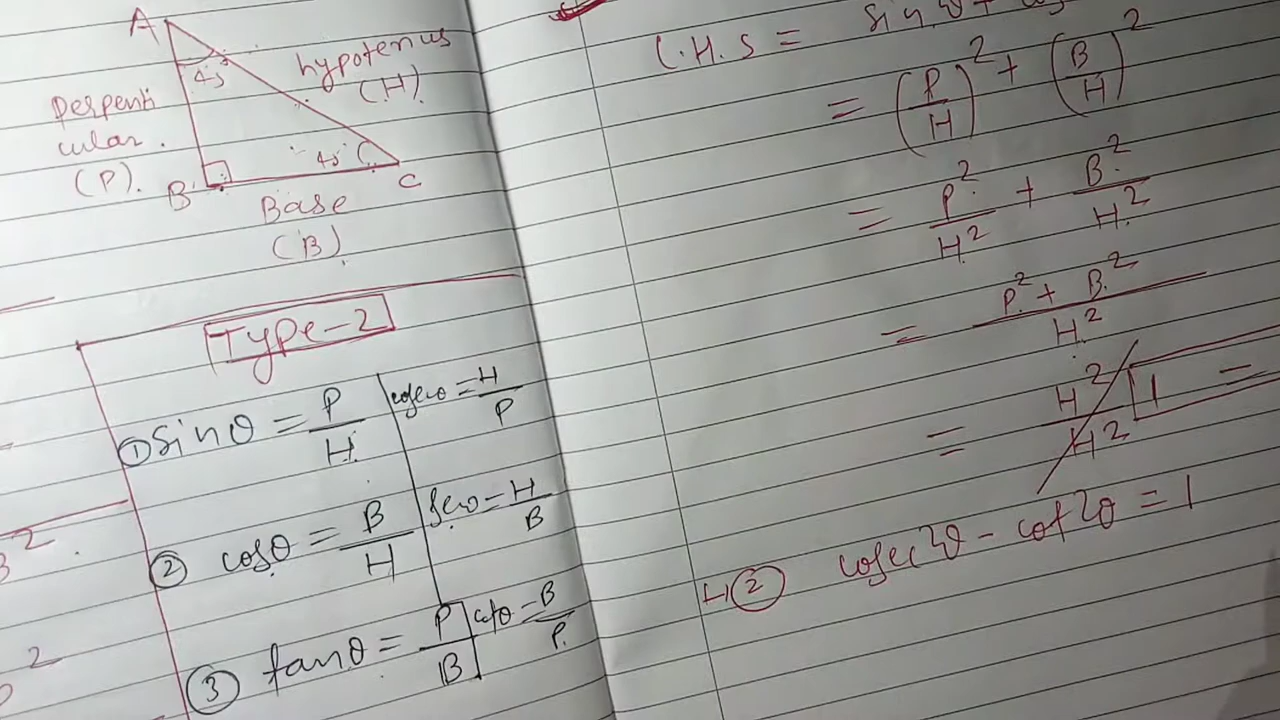 A
45
hypotenus
(H)
Perpendi
cular.
(P).
45°
B
C
Base
(B)
Type-2
① sinθ = P/H | cosecθ = H/P
② cosθ = B/H | secθ = H/B
③ tanθ = P/B | cotθ = B/P
L.H.S =
= (P/H)² + (B/H)²
= P²/H² + B²/H²
= P² + B²/H²
= H²/H² 1 =
② cosec²θ - cot²θ = 1